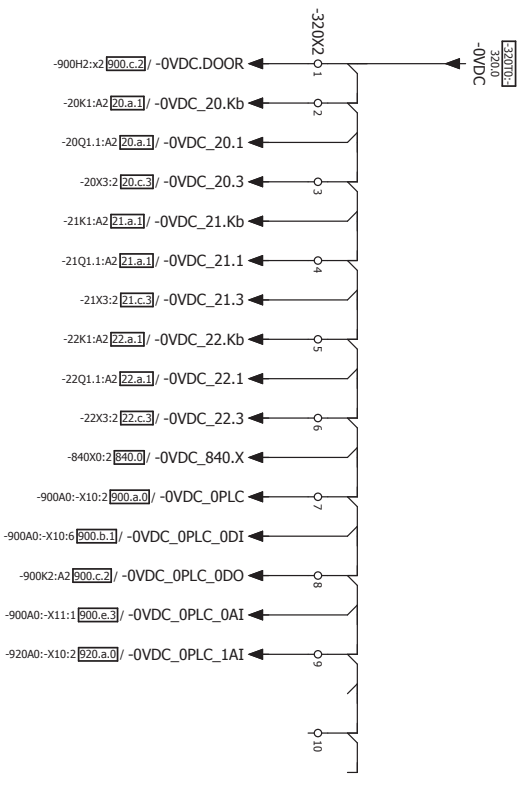 -320T0:-
320.0
-0VDC
-320X2
-900H2:x2 900.c.2 / -0VDC.DOOR 1
-20K1:A2 20.a.1 / -0VDC_20.Kb 2
-20Q1.1:A2 20.a.1 / -0VDC_20.1
-20X3:2 20.c.3 / -0VDC_20.3 3
-21K1:A2 21.a.1 / -0VDC_21.Kb
-21Q1.1:A2 21.a.1 / -0VDC_21.1 4
-21X3:2 21.c.3 / -0VDC_21.3
-22K1:A2 22.a.1 / -0VDC_22.Kb 5
-22Q1.1:A2 22.a.1 / -0VDC_22.1
-22X3:2 22.c.3 / -0VDC_22.3 6
-840X0:2 840.0 / -0VDC_840.X
-900A0:-X10:2 900.a.0 / -0VDC_0PLC 7
-900A0:-X10:6 900.b.1 / -0VDC_0PLC_0DI
-900K2:A2 900.c.2 / -0VDC_0PLC_0DO 8
-900A0:-X11:1 900.e.3 / -0VDC_0PLC_0AI
-920A0:-X10:2 920.a.0 / -0VDC_0PLC_1AI 9
10